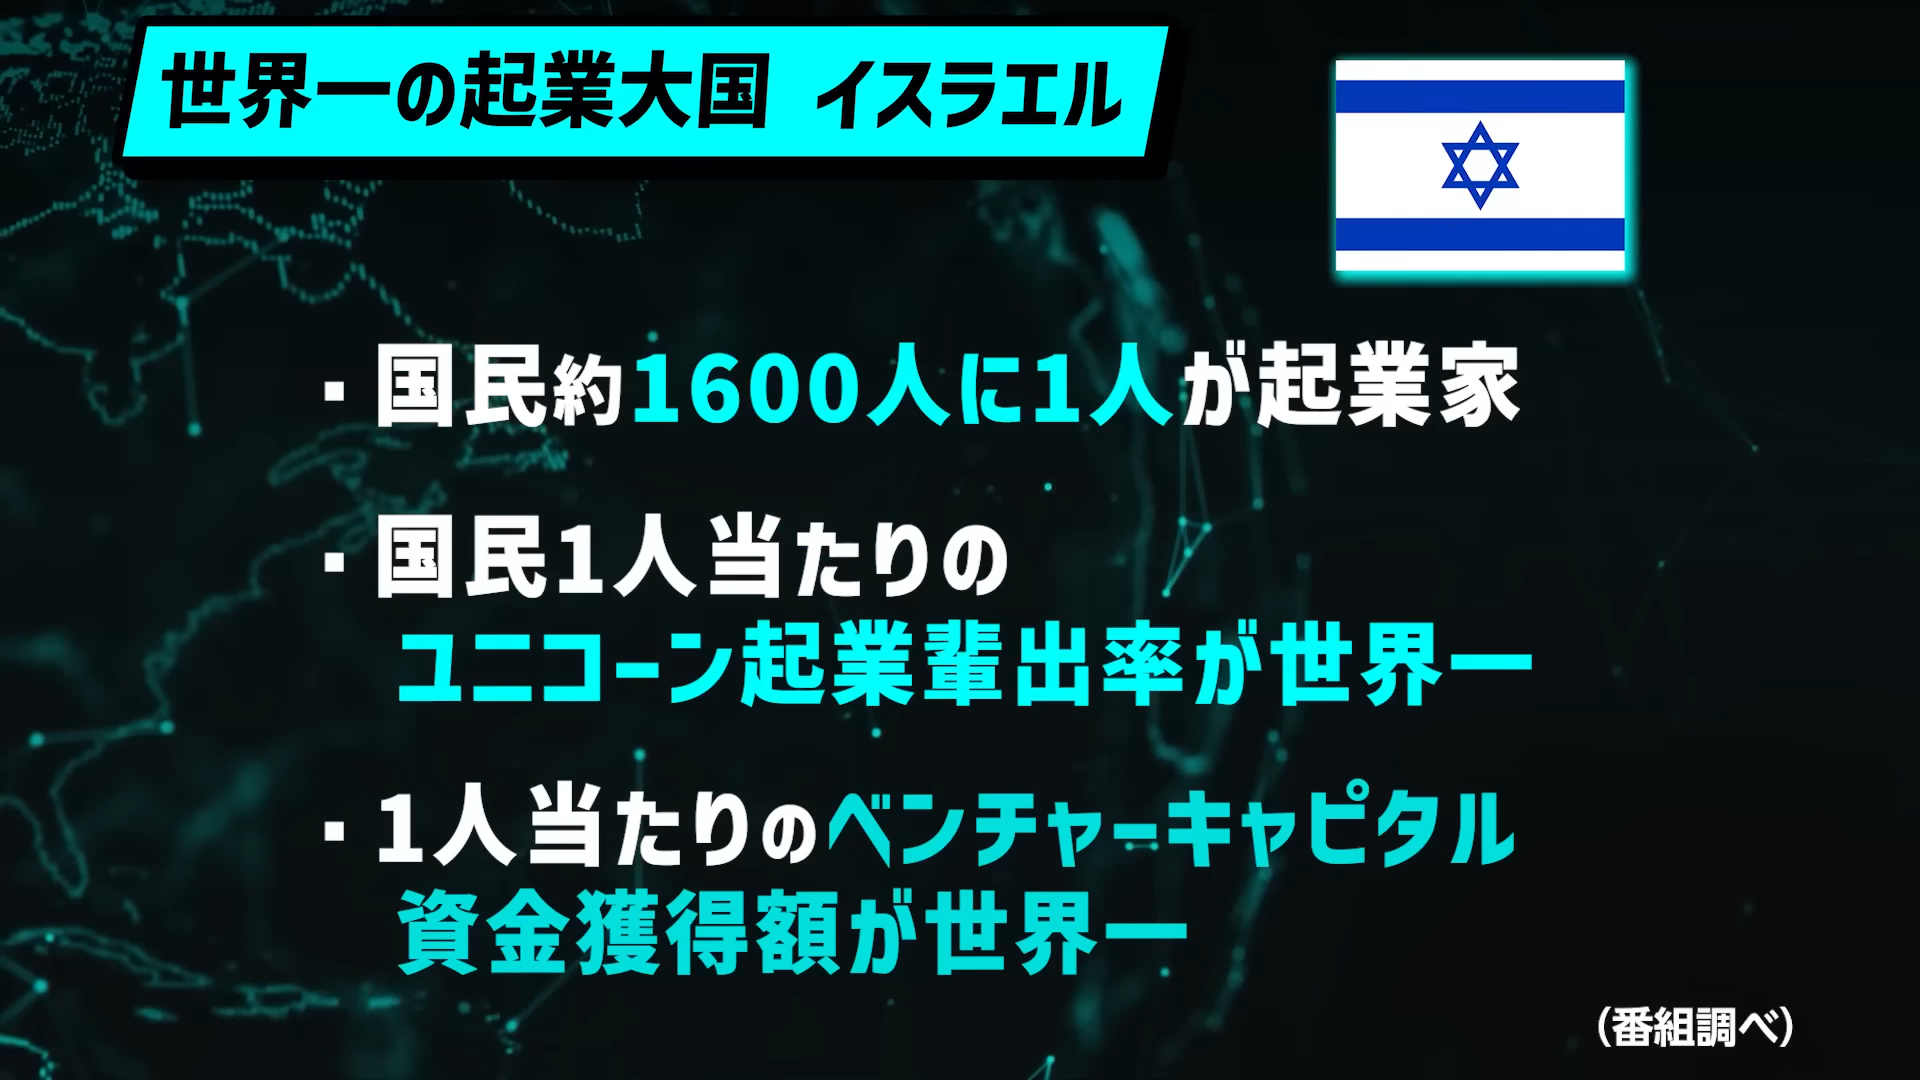 世界一の起業大国 イスラエル
・国民約1600人に1人が起業家
・国民1人当たりの
ユニコーン起業輩出率が世界一
・1人当たりのベンチャーキャピタル
資金獲得額が世界一
(番組調べ)